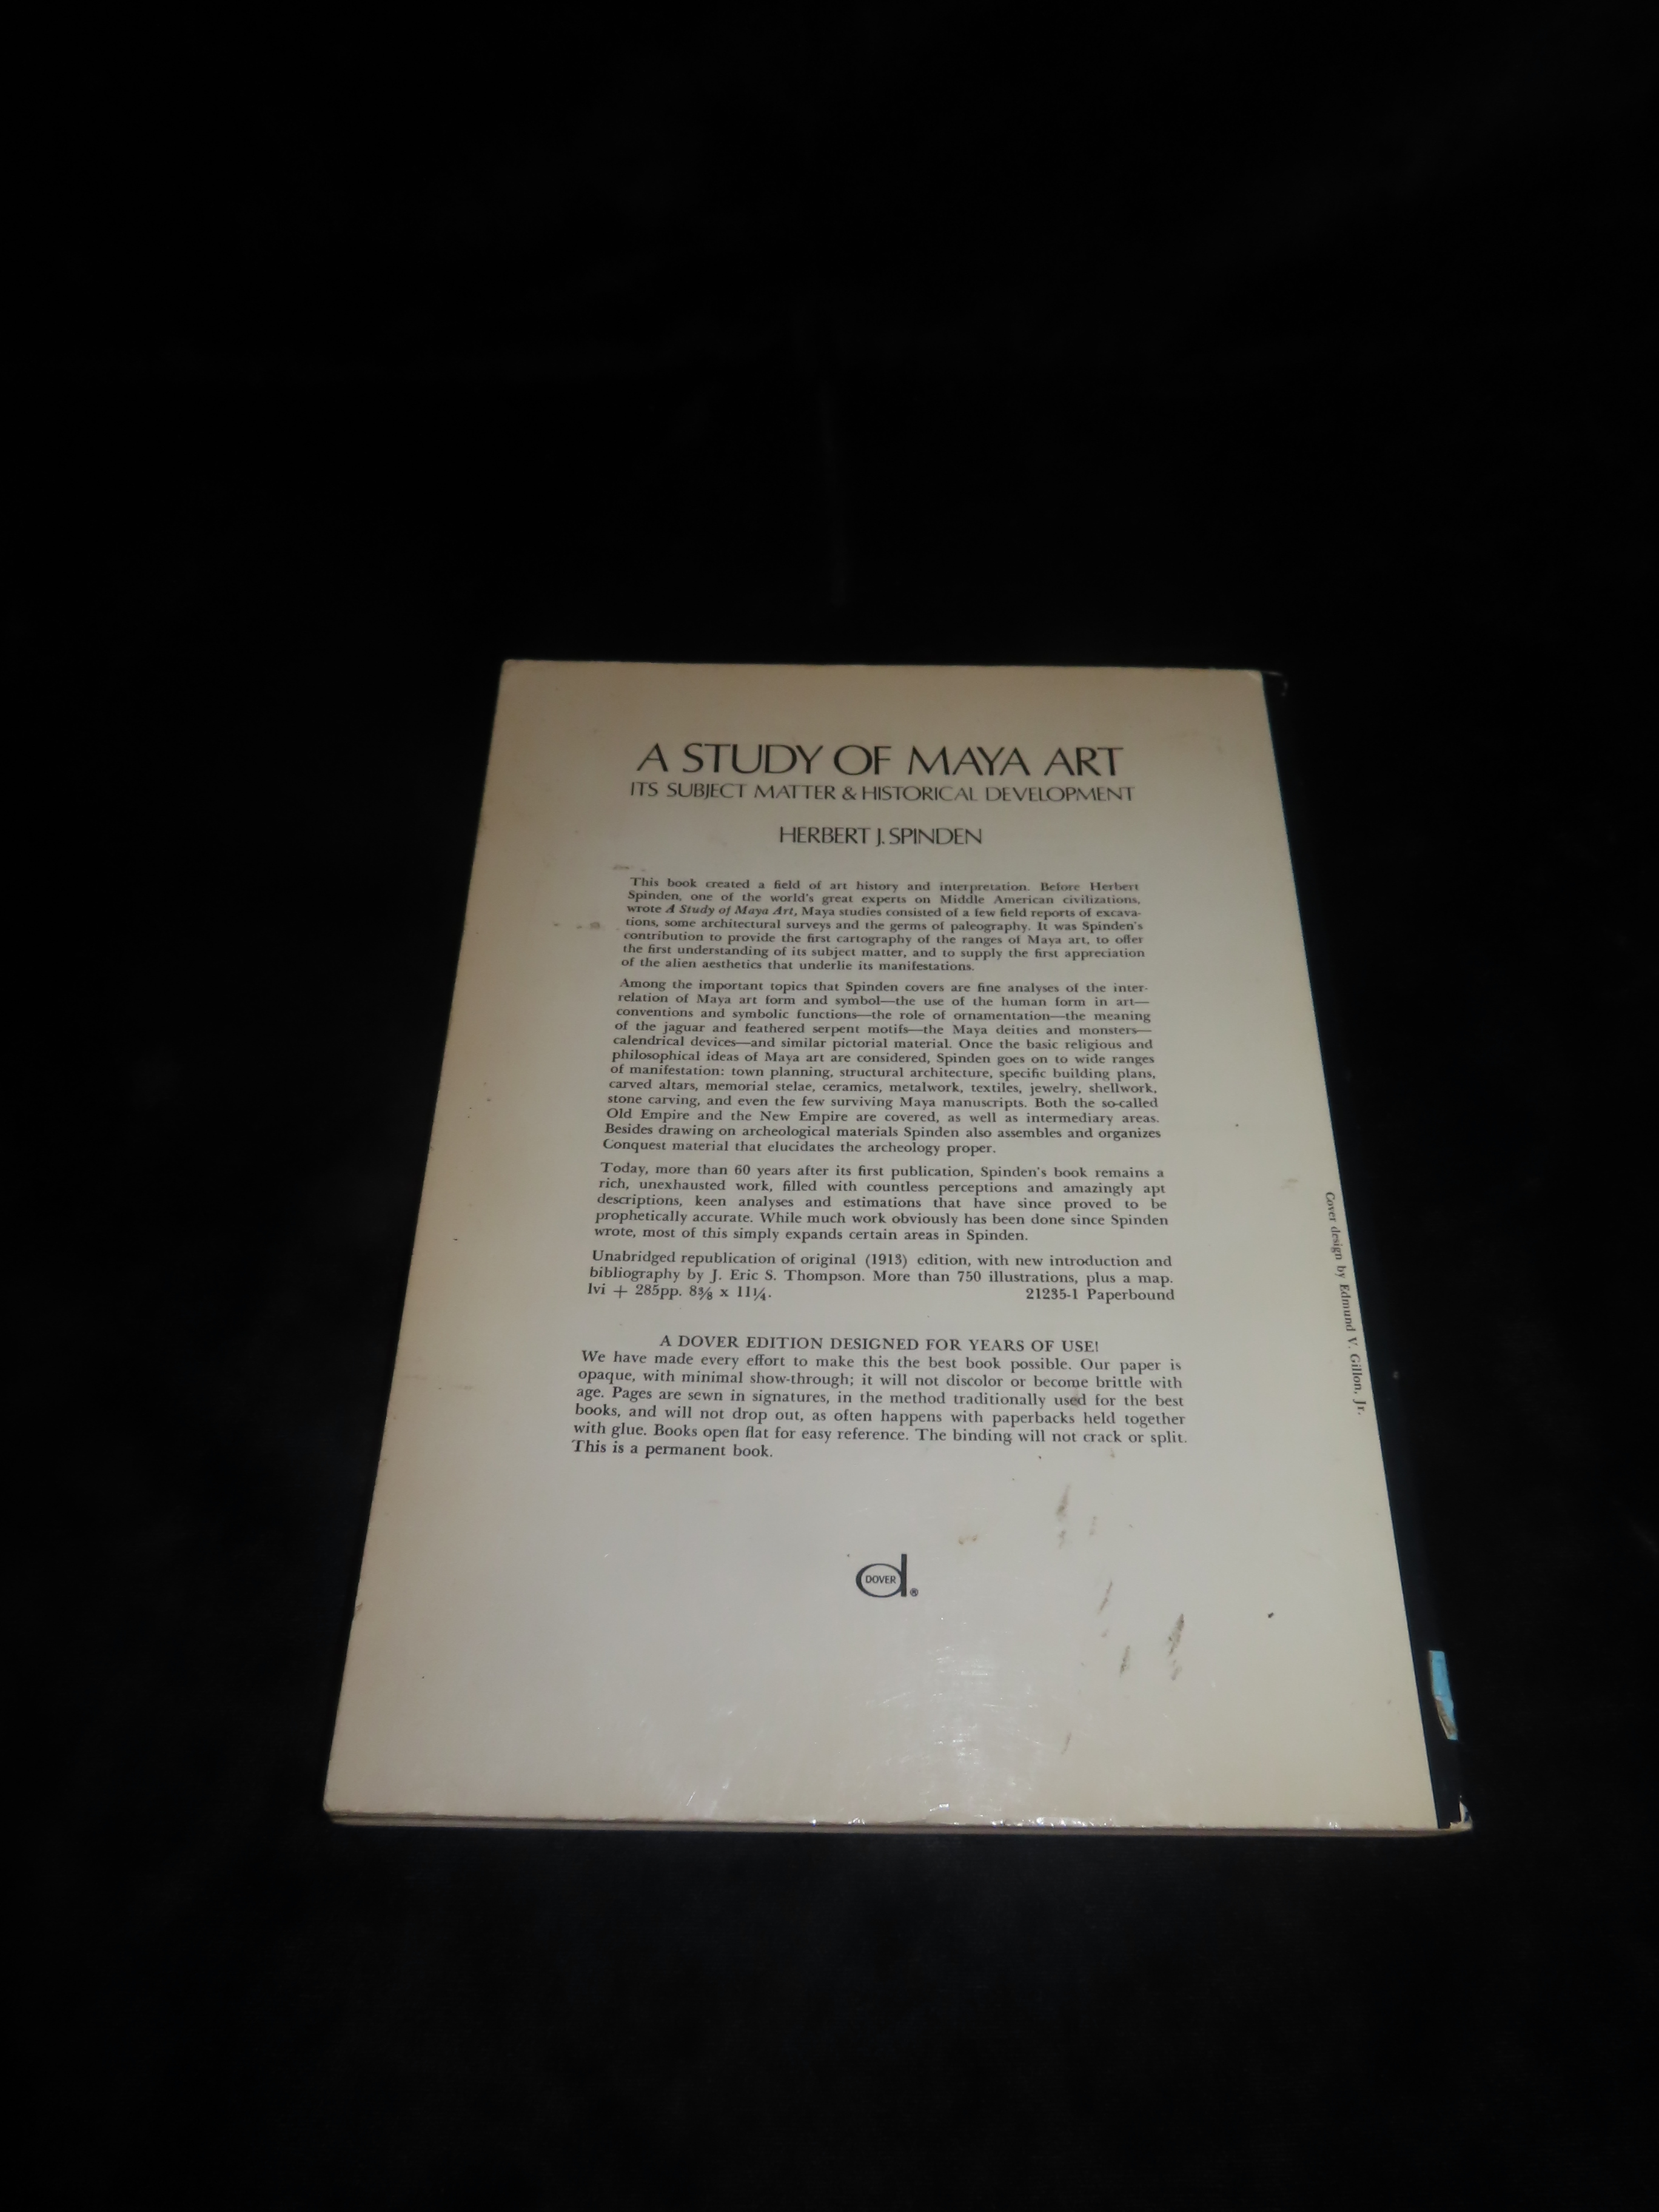 A STUDY OF MAYA ART
ITS SUBJECT MATTER & HISTORICAL DEVELOPMENT
HERBERT J. SPINDEN
This book created a field of art history and interpretation. Before Herbert
Spinden, one of the world's great experts on Middle American civilizations,
wrote A Study of Maya Art, Maya studies consisted of a few field reports of excava-
tions, some architectural surveys and the germs of paleography. It was Spinden's
contribution to provide the first cartography of the ranges of Maya art, to offer
the first understanding of its subject matter, and to supply the first appreciation
of the alien aesthetics that underlie its manifestations.
Among the important topics that Spinden covers are fine analyses of the inter-
relation of Maya art form and symbol—the use of the human form in art—
conventions and symbolic functions—the role of ornamentation—the meaning
of the jaguar and feathered serpent motifs—the Maya deities and monsters—
calendrical devices—and similar pictorial material. Once the basic religious and
philosophical ideas of Maya art are considered, Spinden goes on to wide ranges
of manifestation: town planning, structural architecture, specific building plans,
carved altars, memorial stelae, ceramics, metalwork, textiles, jewelry, shellwork,
stone carving, and even the few surviving Maya manuscripts. Both the so-called
Old Empire and the New Empire are covered, as well as intermediary areas.
Besides drawing on archeological materials Spinden also assembles and organizes
Conquest material that elucidates the archeology proper.
Today, more than 60 years after its first publication, Spinden's book remains a
rich, unexhausted work, filled with countless perceptions and amazingly apt
descriptions, keen analyses and estimations that have since proved to be
prophetically accurate. While much work obviously has been done since Spinden
wrote, most of this simply expands certain areas in Spinden.
Unabridged republication of original (1913) edition, with new introduction and
bibliography by J. Eric S. Thompson. More than 750 illustrations, plus a map.
lvi + 285pp. 8⅜ x 11¼. 21235-1 Paperbound
A DOVER EDITION DESIGNED FOR YEARS OF USE!
We have made every effort to make this the best book possible. Our paper is
opaque, with minimal show-through; it will not discolor or become brittle with
age. Pages are sewn in signatures, in the method traditionally used for the best
books, and will not drop out, as often happens with paperbacks held together
with glue. Books open flat for easy reference. The binding will not crack or split.
This is a permanent book.
DOVER ®
Cover design by Edmund V. Gillon, Jr.